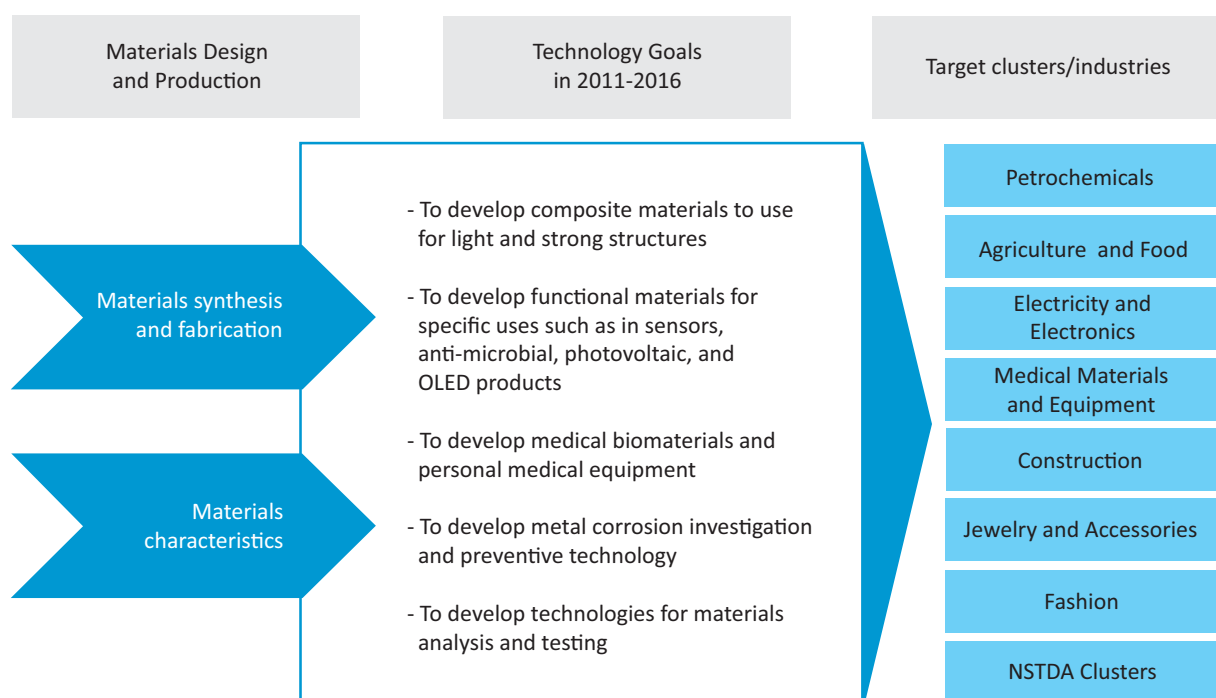 Materials Design
and Production
Technology Goals
in 2011-2016
Target clusters/industries
Materials synthesis
and fabrication
Materials
characteristics
- To develop composite materials to use
for light and strong structures
- To develop functional materials for
specific uses such as in sensors,
anti-microbial, photovoltaic, and
OLED products
- To develop medical biomaterials and
personal medical equipment
- To develop metal corrosion investigation
and preventive technology
- To develop technologies for materials
analysis and testing
Petrochemicals
Agriculture and Food
Electricity and
Electronics
Medical Materials
and Equipment
Construction
Jewelry and Accessories
Fashion
NSTDA Clusters